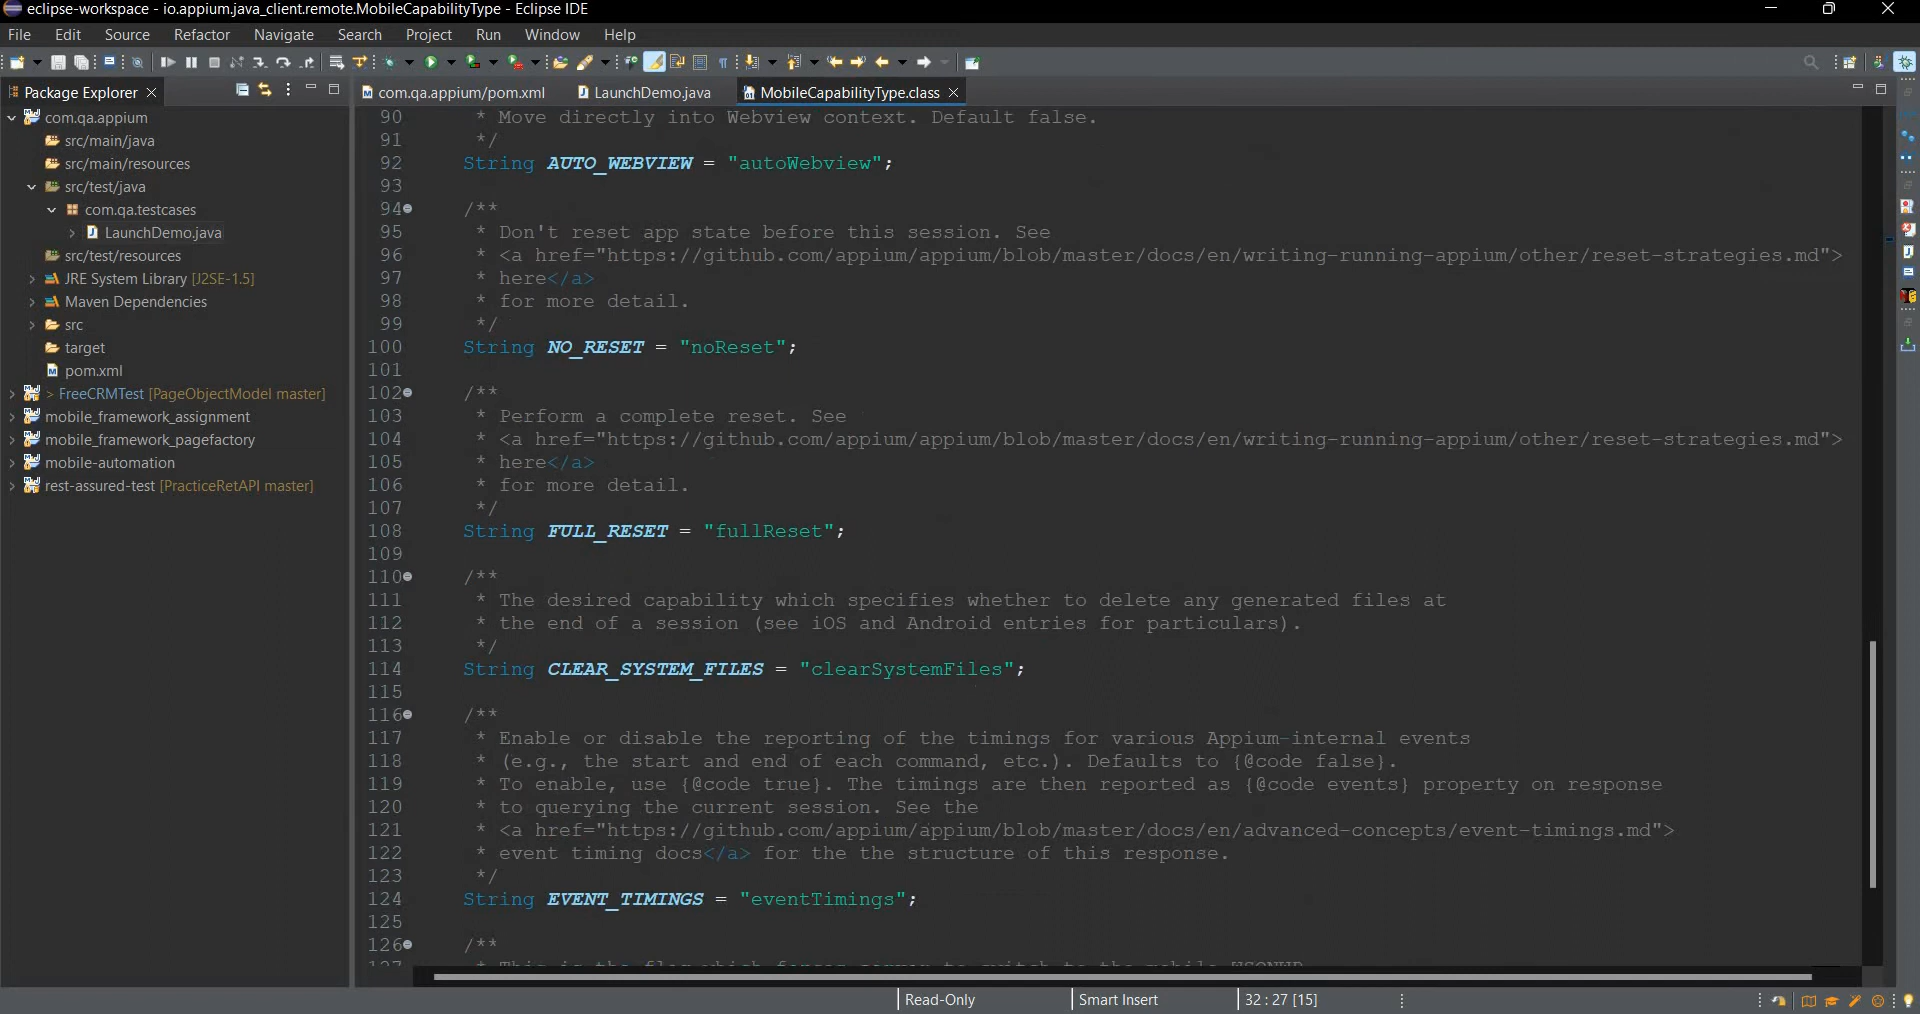 eclipse-workspace - io.appium.java_client.remote.MobileCapabilityType - Eclipse IDE
File Edit Source Refactor Navigate Search Project Run Window Help
Package Explorer
com.qa.appium
src/main/java
src/main/resources
src/test/java
com.qa.testcases
LaunchDemo.java
src/test/resources
JRE System Library [J2SE-1.5]
Maven Dependencies
src
target
pom.xml
> FreeCRMTest [PageObjectModel master]
mobile_framework_assignment
mobile_framework_pagefactory
mobile-automation
rest-assured-test [PracticeRetAPI master]
com.qa.appium/pom.xml LaunchDemo.java MobileCapabilityType.class
90 * Move directly into Webview context. Default false.
91 */
92 String AUTO_WEBVIEW = "autoWebview";
93
94 /**
95 * Don't reset app state before this session. See
96 * <a href="https://github.com/appium/appium/blob/master/docs/en/writing-running-appium/other/reset-strategies.md">
97 * here</a>
98 * for more detail.
99 */
100 String NO_RESET = "noReset";
101
102 /**
103 * Perform a complete reset. See
104 * <a href="https://github.com/appium/appium/blob/master/docs/en/writing-running-appium/other/reset-strategies.md">
105 * here</a>
106 * for more detail.
107 */
108 String FULL_RESET = "fullReset";
109
110 /**
111 * The desired capability which specifies whether to delete any generated files at
112 * the end of a session (see iOS and Android entries for particulars).
113 */
114 String CLEAR_SYSTEM_FILES = "clearSystemFiles";
115
116 /**
117 * Enable or disable the reporting of the timings for various Appium-internal events
118 * (e.g., the start and end of each command, etc.). Defaults to {@code false}.
119 * To enable, use {@code true}. The timings are then reported as {@code events} property on response
120 * to querying the current session. See the
121 * <a href="https://github.com/appium/appium/blob/master/docs/en/advanced-concepts/event-timings.md">
122 * event timing docs</a> for the the structure of this response.
123 */
124 String EVENT_TIMINGS = "eventTimings";
125
126 /**
Read-Only Smart Insert 32 : 27 [15]